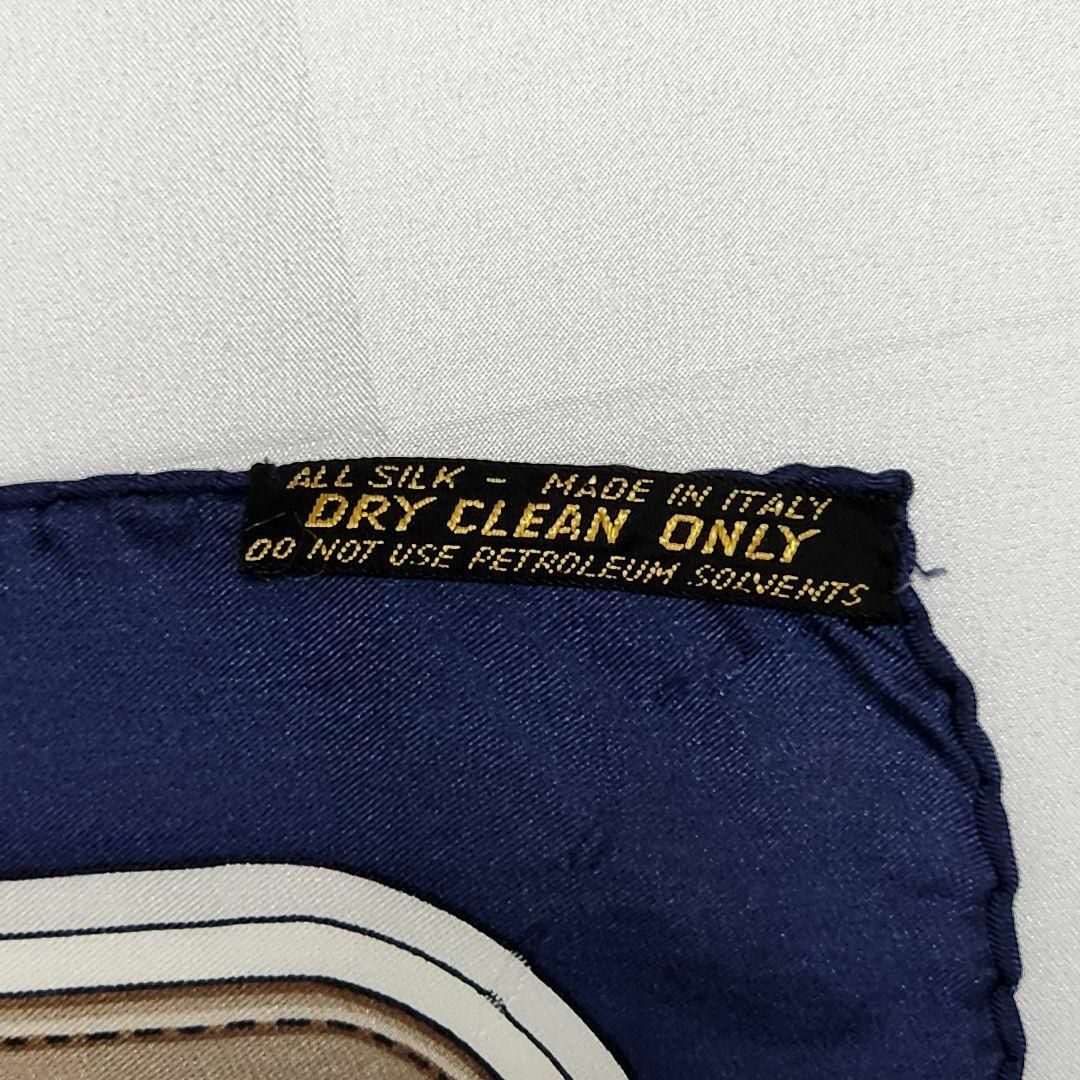 ALL SILK - MADE IN ITALY
DRY CLEAN ONLY
DO NOT USE PETROLEUM SOLVENTS